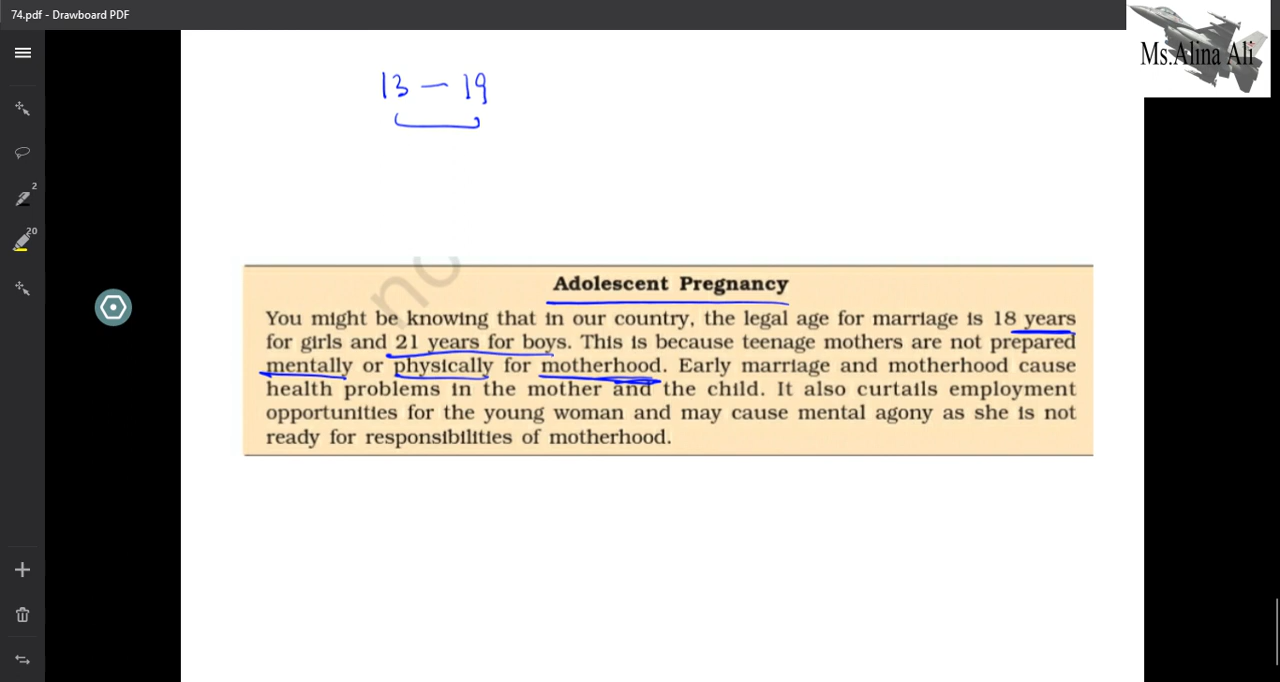 74.pdf - Drawboard PDF
Ms.Alina Ali
13 – 19
2
20
nc
Adolescent Pregnancy
You might be knowing that in our country, the legal age for marriage is 18 years
for girls and 21 years for boys. This is because teenage mothers are not prepared
mentally or physically for motherhood. Early marriage and motherhood cause
health problems in the mother and the child. It also curtails employment
opportunities for the young woman and may cause mental agony as she is not
ready for responsibilities of motherhood.